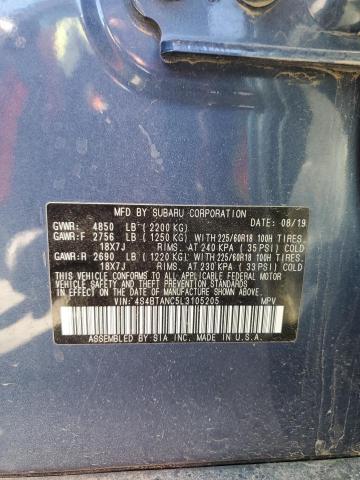 MFD. BY SUBARU CORPORATION DATE: 08/19
GVWR: 4850 LB (2200 KG)
GAWR:F 2756 LB (1250 KG) WITH 225/60R18 100H TIRES,
18X7J RIMS, AT 240 KPA (35 PSI) COLD
GAWR:R 2690 LB (1220 KG) WITH 225/60R18 100H TIRES,
18X7J RIMS, AT 230 KPA (33 PSI) COLD
THIS VEHICLE CONFORMS TO ALL APPLICABLE FEDERAL MOTOR
VEHICLE SAFETY, BUMPER, AND THEFT PREVENTION STANDARDS
IN EFFECT ON THE DATE OF MANUFACTURE SHOWN ABOVE.
VIN: 4S4BTANC5L3105205 MPV
ASSEMBLED BY SIA INC. MADE IN U.S.A.